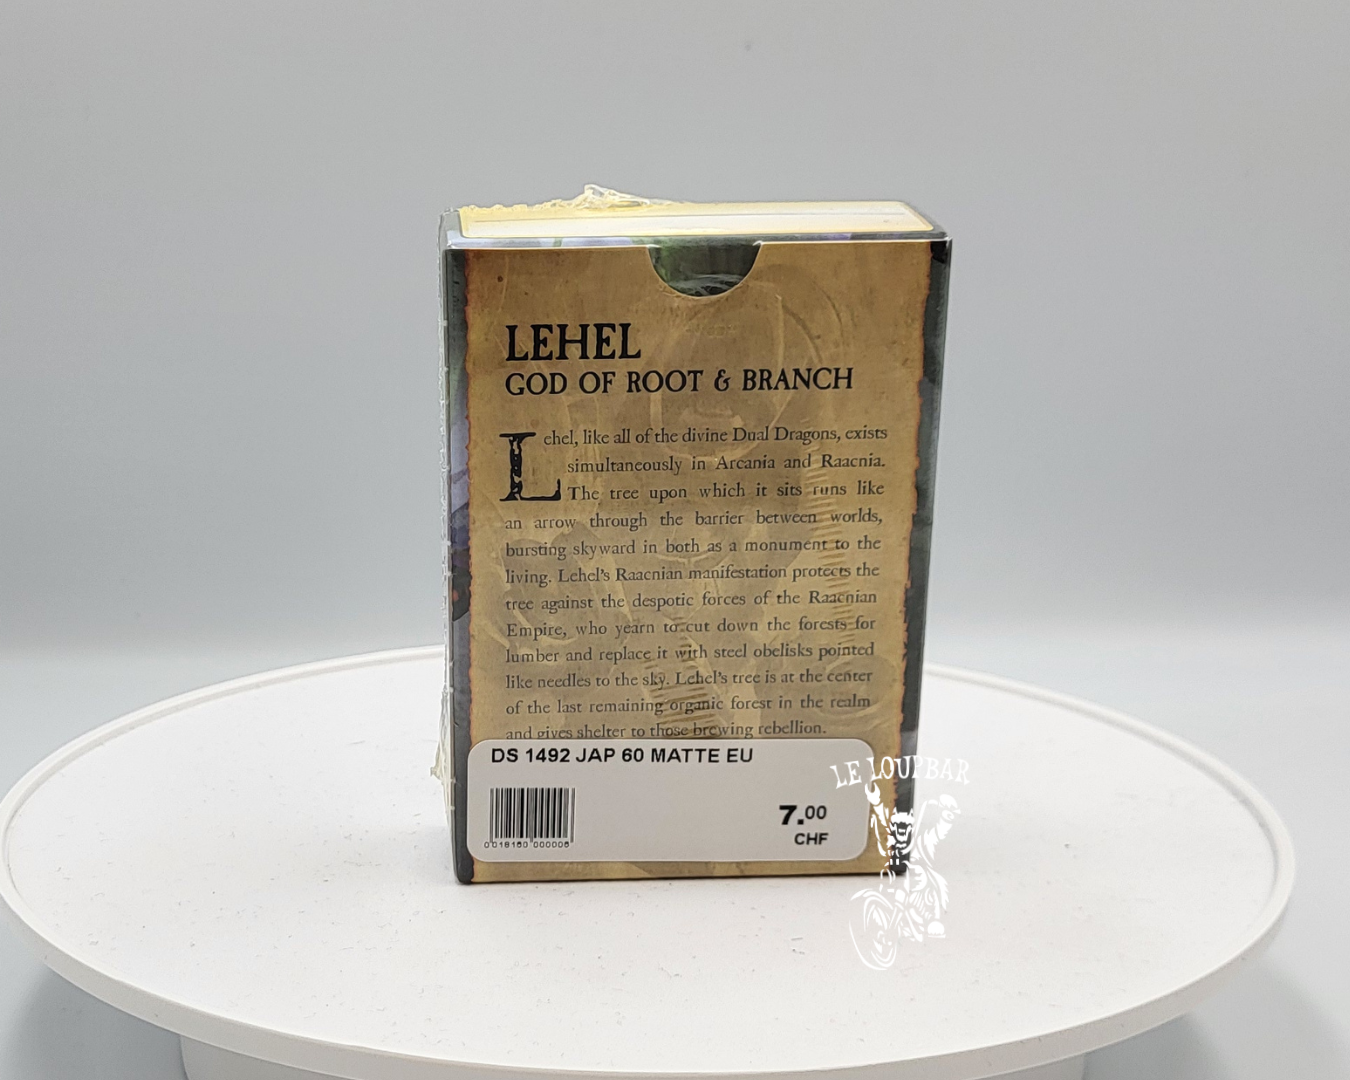 LEHEL
GOD OF ROOT & BRANCH
Lehel, like all of the divine Dual Dragons, exists
simultaneously in Arcania and Raacnia.
The tree upon which it sits runs like
an arrow through the barrier between worlds,
bursting skyward in both as a monument to the
living. Lehel's Raacnian manifestation protects the
tree against the despotic forces of the Raacnian
Empire, who yearn to cut down the forests for
lumber and replace it with steel obelisks pointed
like needles to the sky. Lehel's tree is at the center
of the last remaining organic forest in the realm
and gives shelter to those brewing rebellion.
DS 1492 JAP 60 MATTE EU
7.00
CHF
LE LOUPBAR